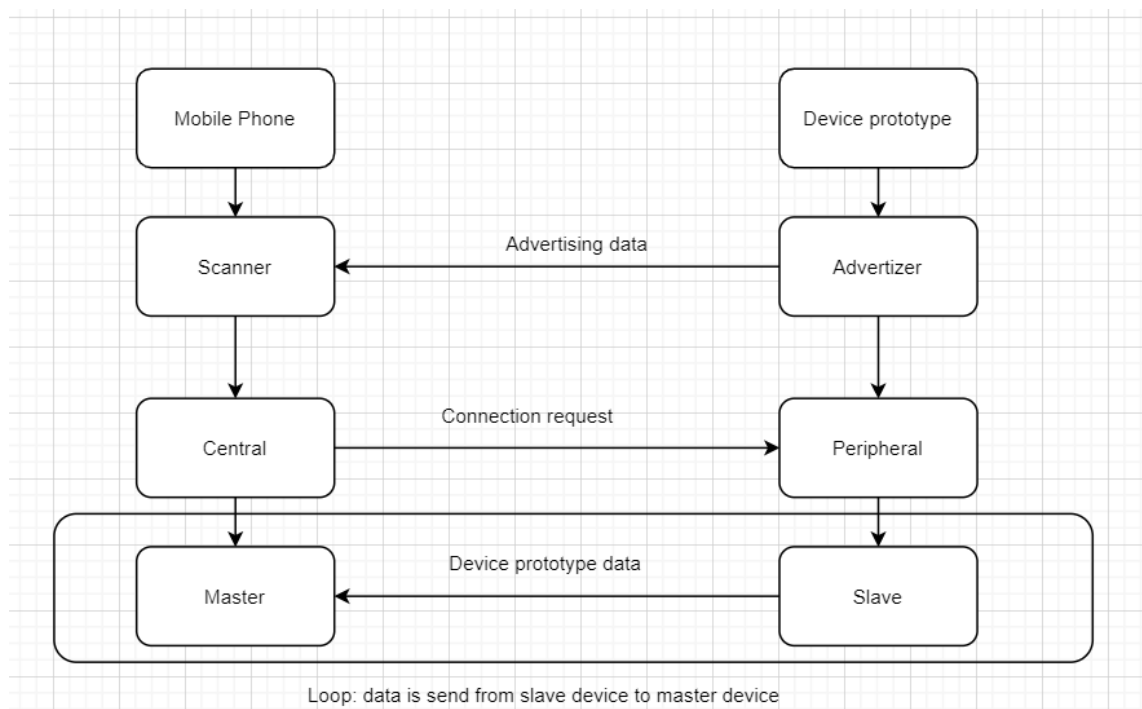 Mobile Phone
Device prototype
Scanner
Advertising data
Advertizer
Central
Connection request
Peripheral
Master
Device prototype data
Slave
Loop: data is send from slave device to master device